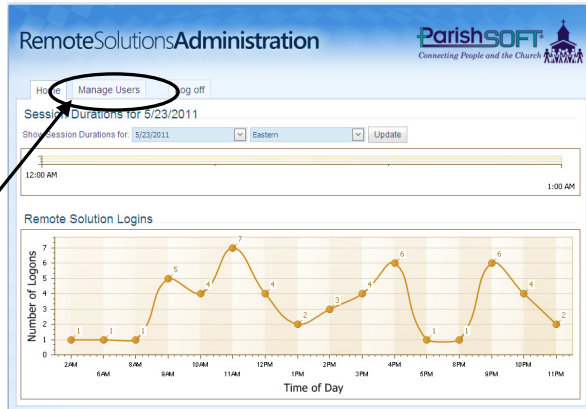 RemoteSolutionsAdministration
ParishSOFT
Connecting People and the Church
Home Manage Users Log off
Session Durations for 5/23/2011
Show Session Durations for: 5/23/2011 Eastern Update
12:00 AM
1:00 AM
Remote Solution Logins
Number of Logons
7
6
5
4
3
2
1
0
1 1 1 5 4 7 4 2 3 4 6 1 1 6 4 2
2AM 8AM 10AM 12PM 2PM 4PM 8PM 10PM
6AM 9AM 11AM 1PM 3PM 5PM 9PM 11PM
Time of Day